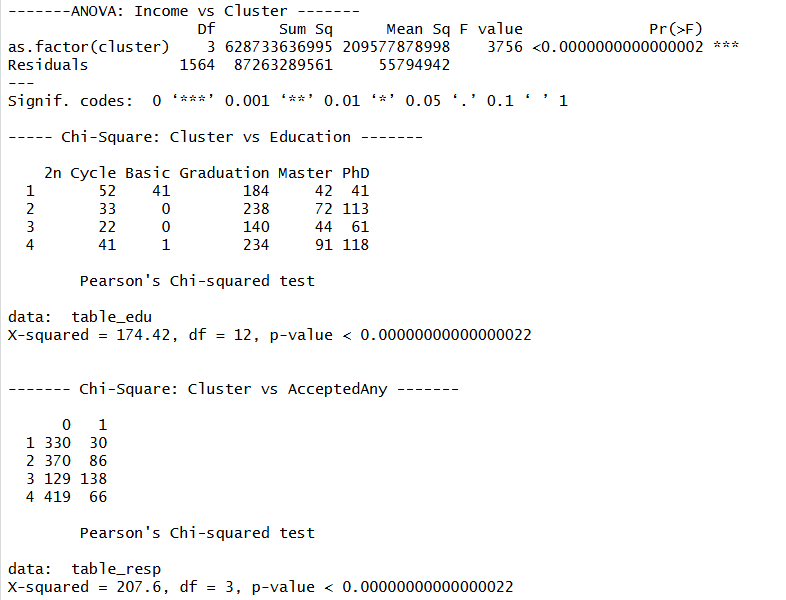 -------ANOVA: Income vs Cluster -------
                     Df       Sum Sq      Mean Sq F value              Pr(>F)
as.factor(cluster)    3 628733636995 209577878998    3756 <0.0000000000000002 ***
Residuals          1564  87263289561     55794942
---
Signif. codes:  0 ‘***’ 0.001 ‘**’ 0.01 ‘*’ 0.05 ‘.’ 0.1 ‘ ’ 1
----- Chi-Square: Cluster vs Education -------
    2n Cycle Basic Graduation Master PhD
  1       52    41        184     42  41
  2       33     0        238     72 113
  3       22     0        140     44  61
  4       41     1        234     91 118
        Pearson's Chi-squared test
data:  table_edu
X-squared = 174.42, df = 12, p-value < 0.00000000000000022
------- Chi-Square: Cluster vs AcceptedAny -------
      0   1
  1 330  30
  2 370  86
  3 129 138
  4 419  66
        Pearson's Chi-squared test
data:  table_resp
X-squared = 207.6, df = 3, p-value < 0.00000000000000022